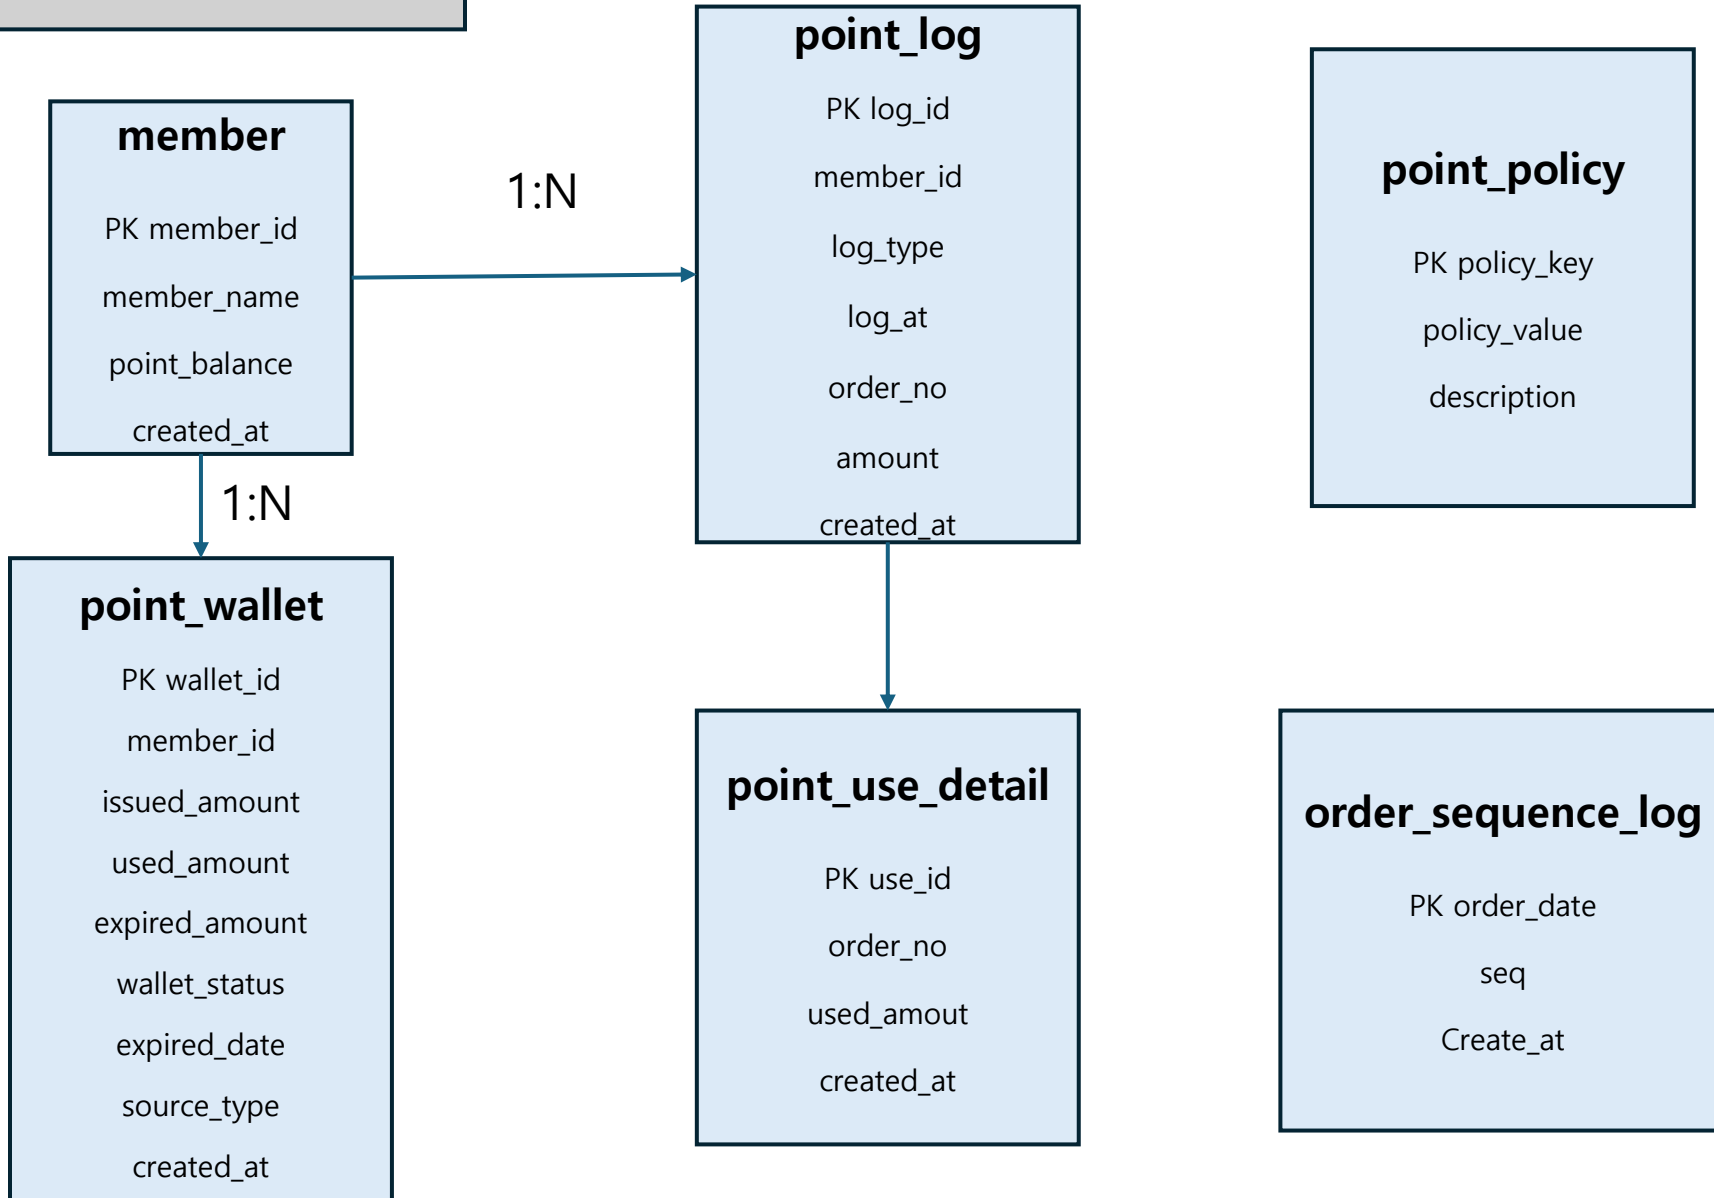 member
PK member_id
member_name
point_balance
created_at
1:N
1:N
point_wallet
PK wallet_id
member_id
issued_amount
used_amount
expired_amount
wallet_status
expired_date
source_type
created_at
point_log
PK log_id
member_id
log_type
log_at
order_no
amount
created_at
point_use_detail
PK use_id
order_no
used_amout
created_at
point_policy
PK policy_key
policy_value
description
order_sequence_log
PK order_date
seq
Create_at